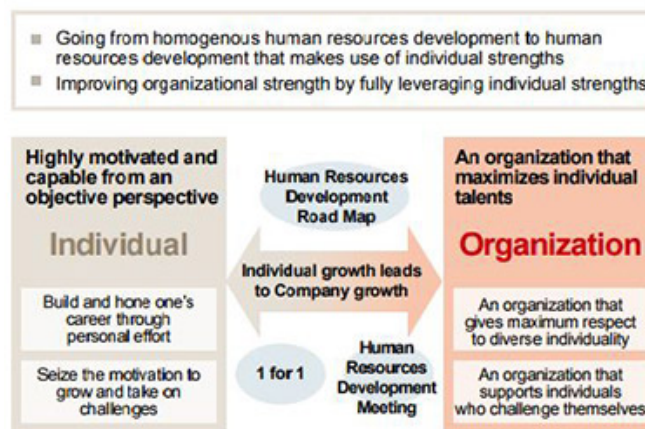 Going from homogenous human resources development to human
resources development that makes use of individual strengths
Improving organizational strength by fully leveraging individual strengths
Highly motivated and
capable from an
objective perspective
Individual
Build and hone one's
career through
personal effort
Seize the motivation to
grow and take on
challenges
Human Resources
Development
Road Map
Individual growth leads
to Company growth
1 for 1
Human
Resources
Development
Meeting
An organization that
maximizes individual
talents
Organization
An organization that
gives maximum respect
to diverse individuality
An organization that
supports individuals
who challenge themselves